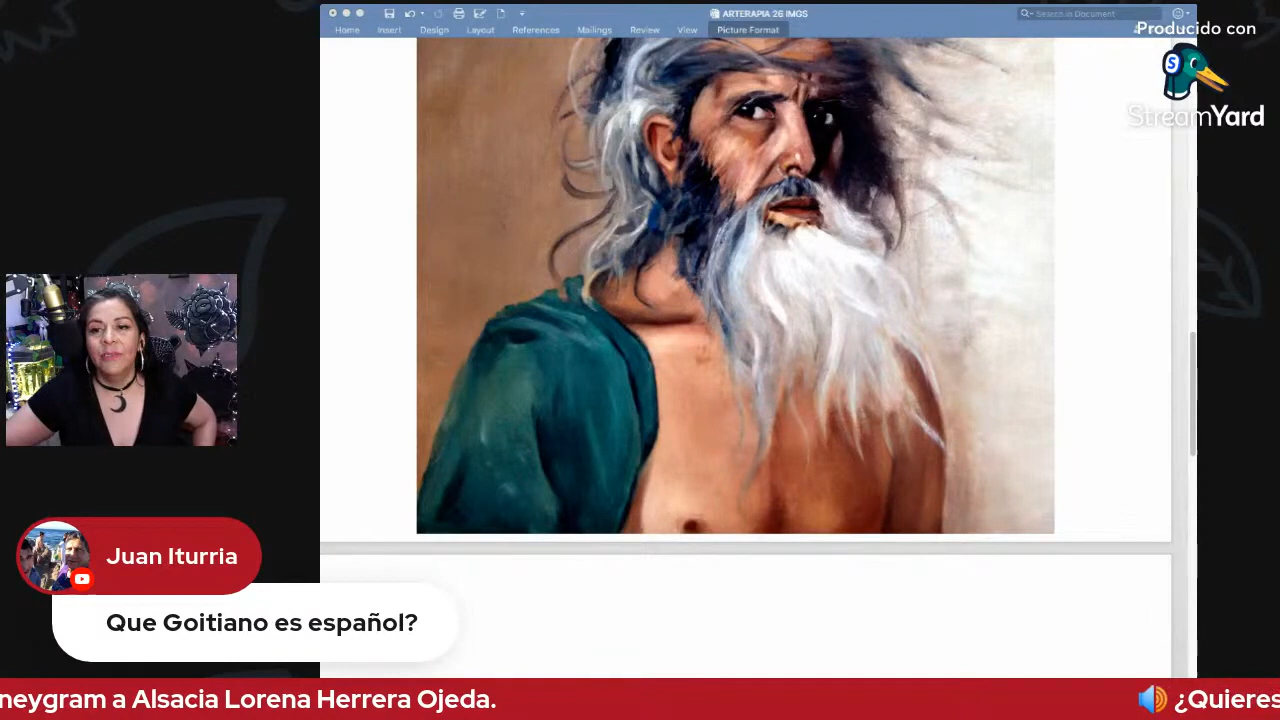 ARTERAPIA 26 IMGS
Search in Document
Home Insert Design Layout References Mailings Review View Picture Format
Producido con
S
StreamYard
Juan Iturria
Que Goitiano es español?
neygram a Alsacia Lorena Herrera Ojeda.
¿Quieres